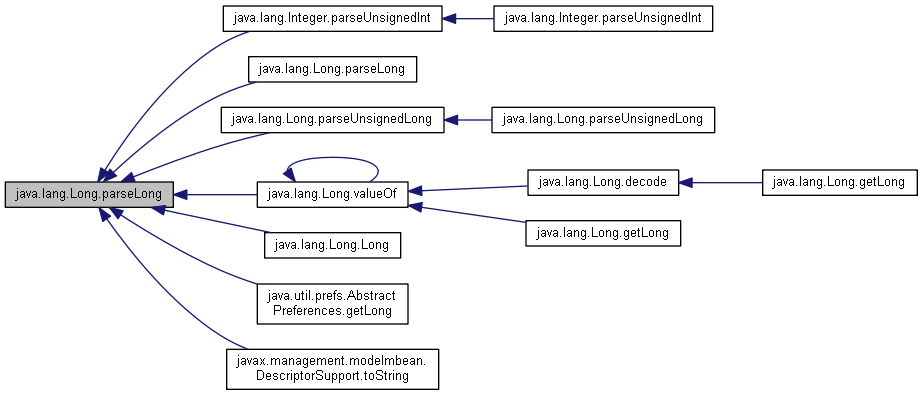 java.lang.Integer.parseUnsignedInt
java.lang.Integer.parseUnsignedInt
java.lang.Long.parseLong
java.lang.Long.parseUnsignedLong
java.lang.Long.parseUnsignedLong
java.lang.Long.parseLong
java.lang.Long.valueOf
java.lang.Long.decode
java.lang.Long.getLong
java.lang.Long.getLong
java.lang.Long.Long
java.util.prefs.Abstract
Preferences.getLong
javax.management.modelmbean.
DescriptorSupport.toString